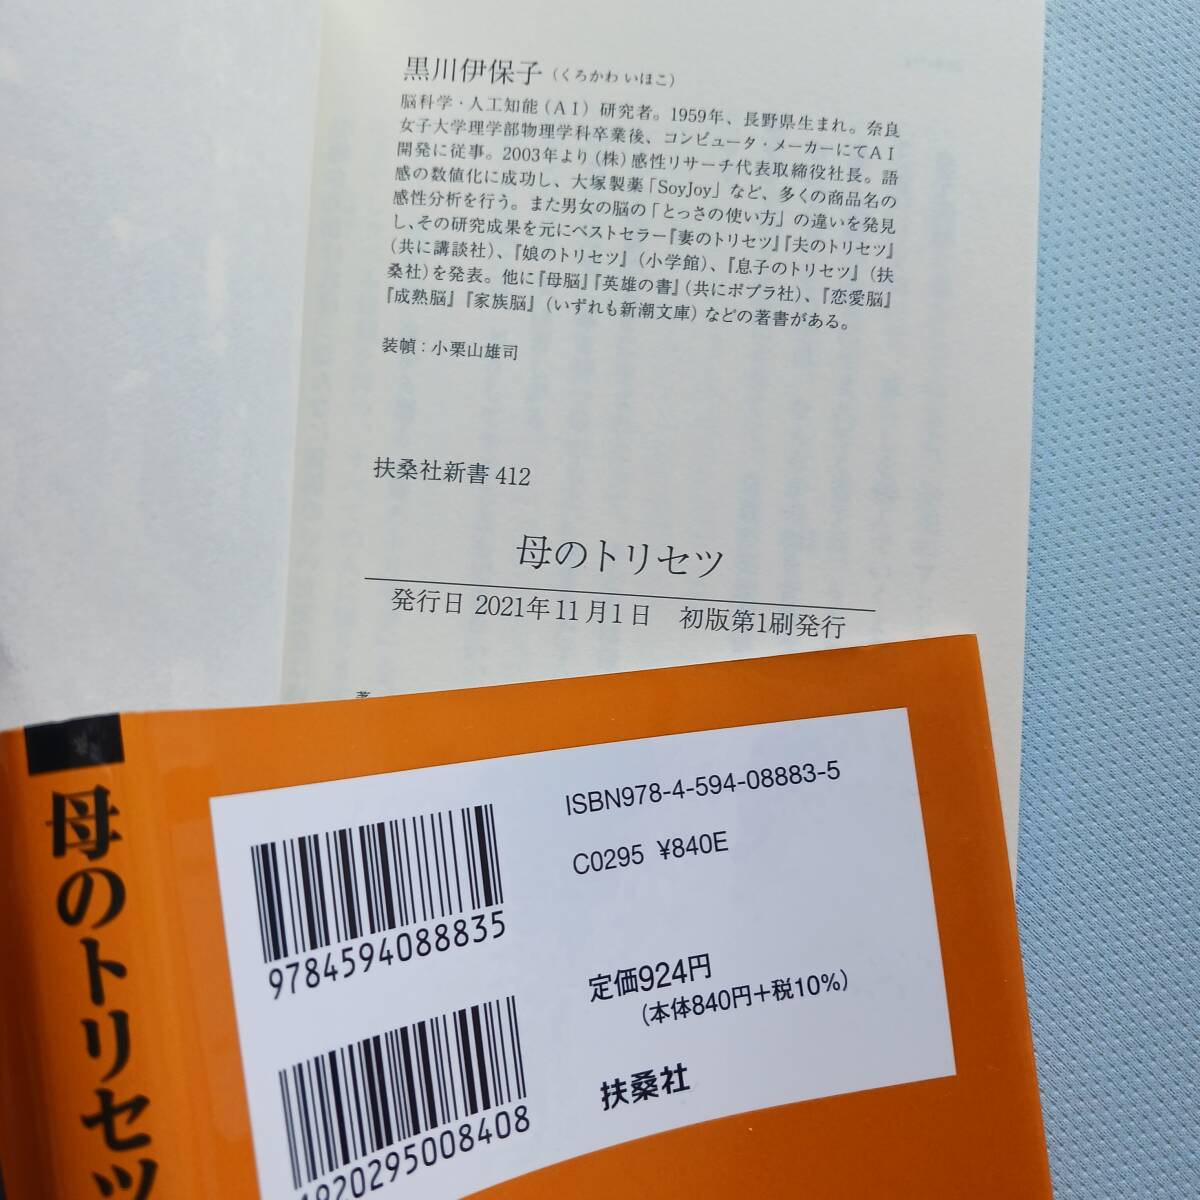 黒川伊保子(くろかわ いほこ)
脳科学・人工知能(AI)研究者。1959年、長野県生まれ。奈良
女子大学理学部物理学科卒業後、コンピュータ・メーカーにてAI
開発に従事。2003年より(株)感性リサーチ代表取締役社長。語
感の数値化に成功し、大塚製薬「SoyJoy」など、多くの商品名の
感性分析を行う。また男女の脳の「とっさの使い方」の違いを発見
し、その研究成果を元にベストセラー『妻のトリセツ』『夫のトリセツ』
(共に講談社)、『娘のトリセツ』(小学館)、『息子のトリセツ』(扶
桑社)を発表。他に『母脳』『英雄の書』(共にポプラ社)、『恋愛脳』
『成熟脳』『家族脳』(いずれも新潮文庫)などの著書がある。
装幀：小栗山雄司
扶桑社新書 412
母のトリセツ
発行日 2021年11月1日　初版第1刷発行
母のトリセツ
ISBN978-4-594-08883-5
C0295 ¥840E
9784594088835
定価924円
(本体840円+税10%)
扶桑社
1920295008408